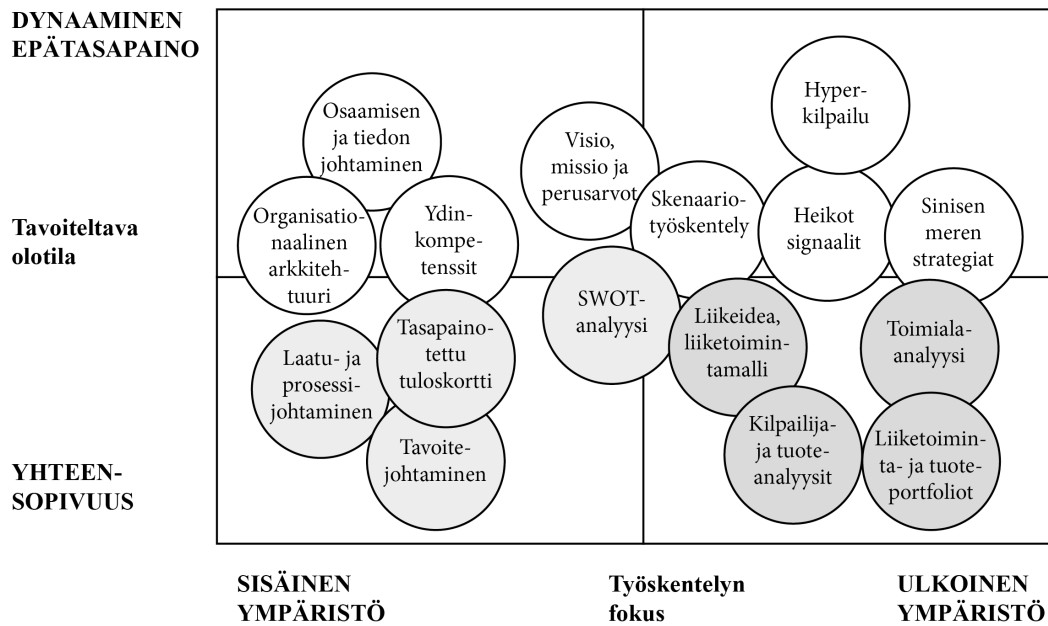 DYNAAMINEN
EPÄTASAPAINO
Tavoiteltava
olotila
YHTEEN-
SOPIVUUS
Osaamisen
ja tiedon
johtaminen
Organisatio-
naalinen
arkkiteh-
tuuri
Ydin-
kompe-
tenssit
Visio,
missio ja
perusarvot
Skenaario-
työskentely
Hyper-
kilpailu
Heikot
signaalit
Sinisen
meren
strategiat
Laatu- ja
prosessi-
johtaminen
Tasapaino-
tettu
tuloskortti
Tavoite-
johtaminen
SWOT-
analyysi
Liikeidea,
liiketoimin-
tamalli
Kilpailija-
ja tuote-
analyysit
Toimiala-
analyysi
Liiketoimin-
ta- ja tuote-
portfoliot
SISÄINEN
YMPÄRISTÖ
Työskentelyn
fokus
ULKOINEN
YMPÄRISTÖ